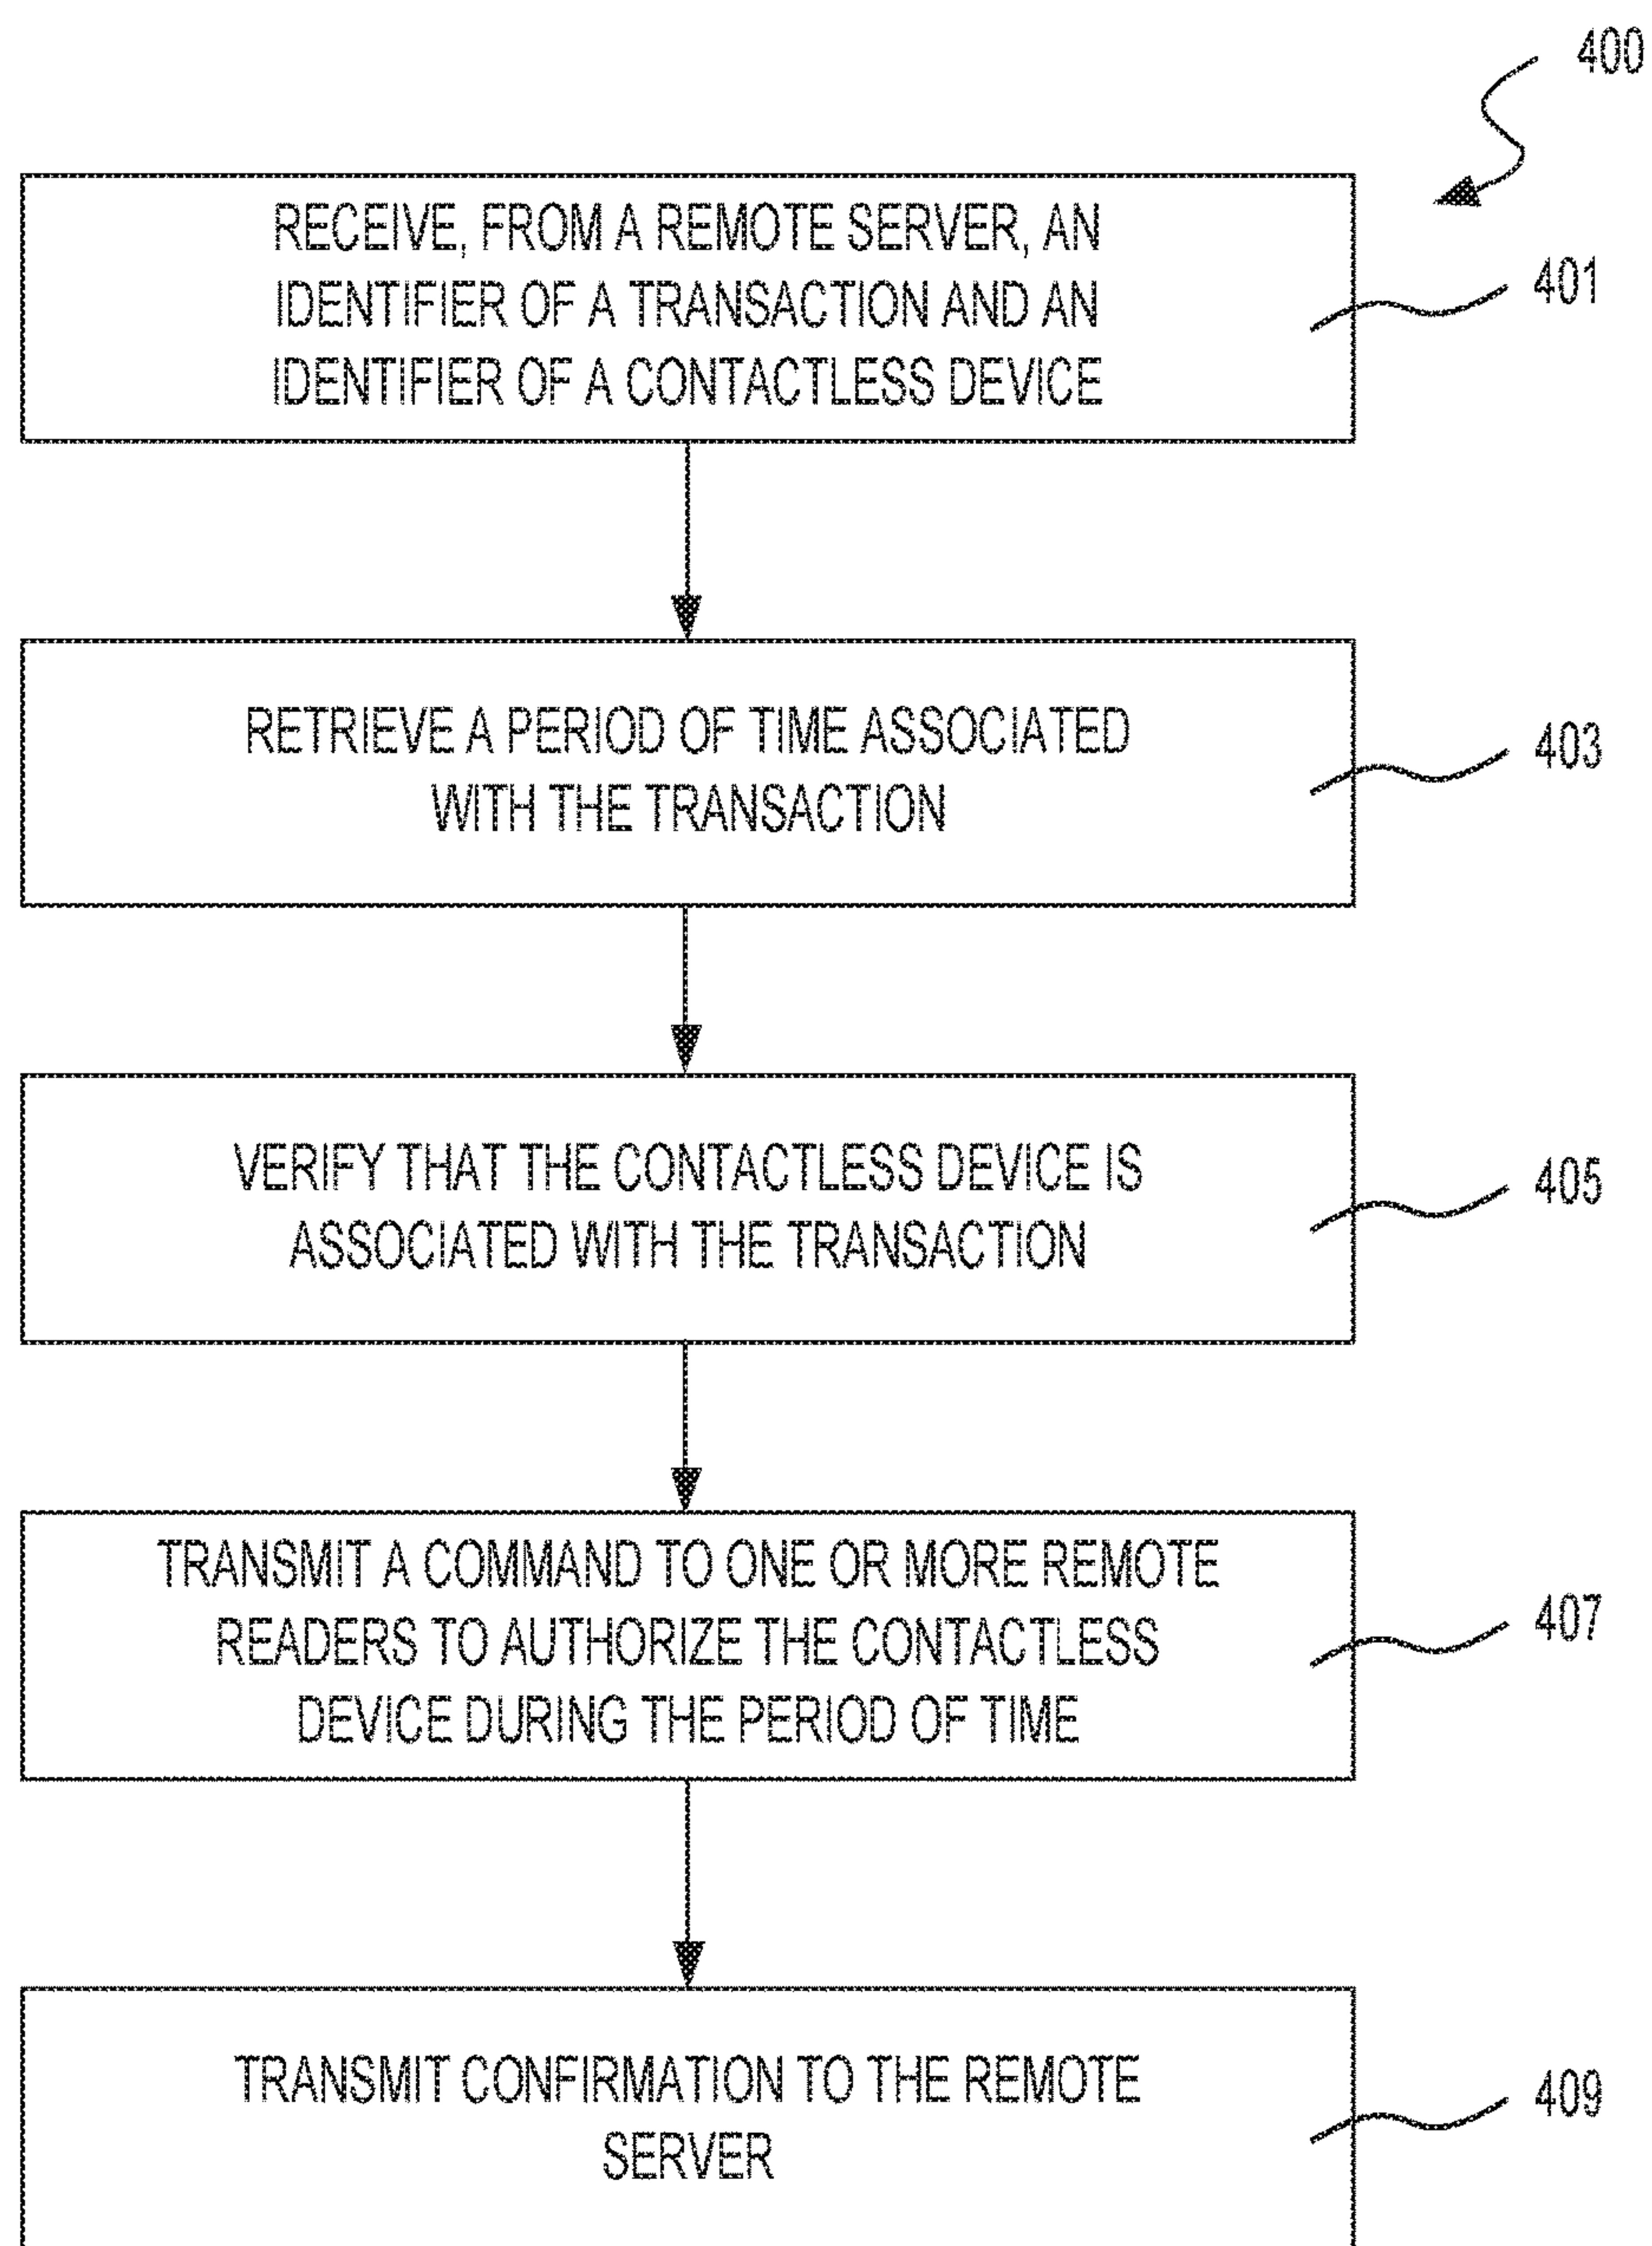 400
RECEIVE, FROM A REMOTE SERVER, AN
IDENTIFIER OF A TRANSACTION AND AN
IDENTIFIER OF A CONTACTLESS DEVICE
401
RETRIEVE A PERIOD OF TIME ASSOCIATED
WITH THE TRANSACTION
403
VERIFY THAT THE CONTACTLESS DEVICE IS
ASSOCIATED WITH THE TRANSACTION
405
TRANSMIT A COMMAND TO ONE OR MORE REMOTE
READERS TO AUTHORIZE THE CONTACTLESS
DEVICE DURING THE PERIOD OF TIME
407
TRANSMIT CONFIRMATION TO THE REMOTE
SERVER
409